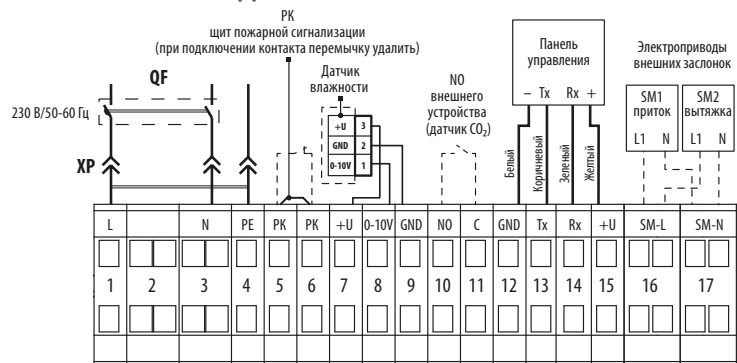 РК
щит пожарной сигнализации
(при подключении контакта перемычку удалить)
QF
230 В/50-60 Гц
XP
Датчик
влажности
+U 3
GND 2
0-10V 1
NO
внешнего
устройства
(датчик CO₂)
Панель
управления
− Tx Rx +
Белый
Коричневый
Зеленый
Желтый
Электроприводы
внешних заслонок
SM1
приток
L1 N
SM2
вытяжка
L1 N
L N PE РК РК +U 0-10V GND NO C GND Tx Rx +U SM-L SM-N
1 2 3 4 5 6 7 8 9 10 11 12 13 14 15 16 17